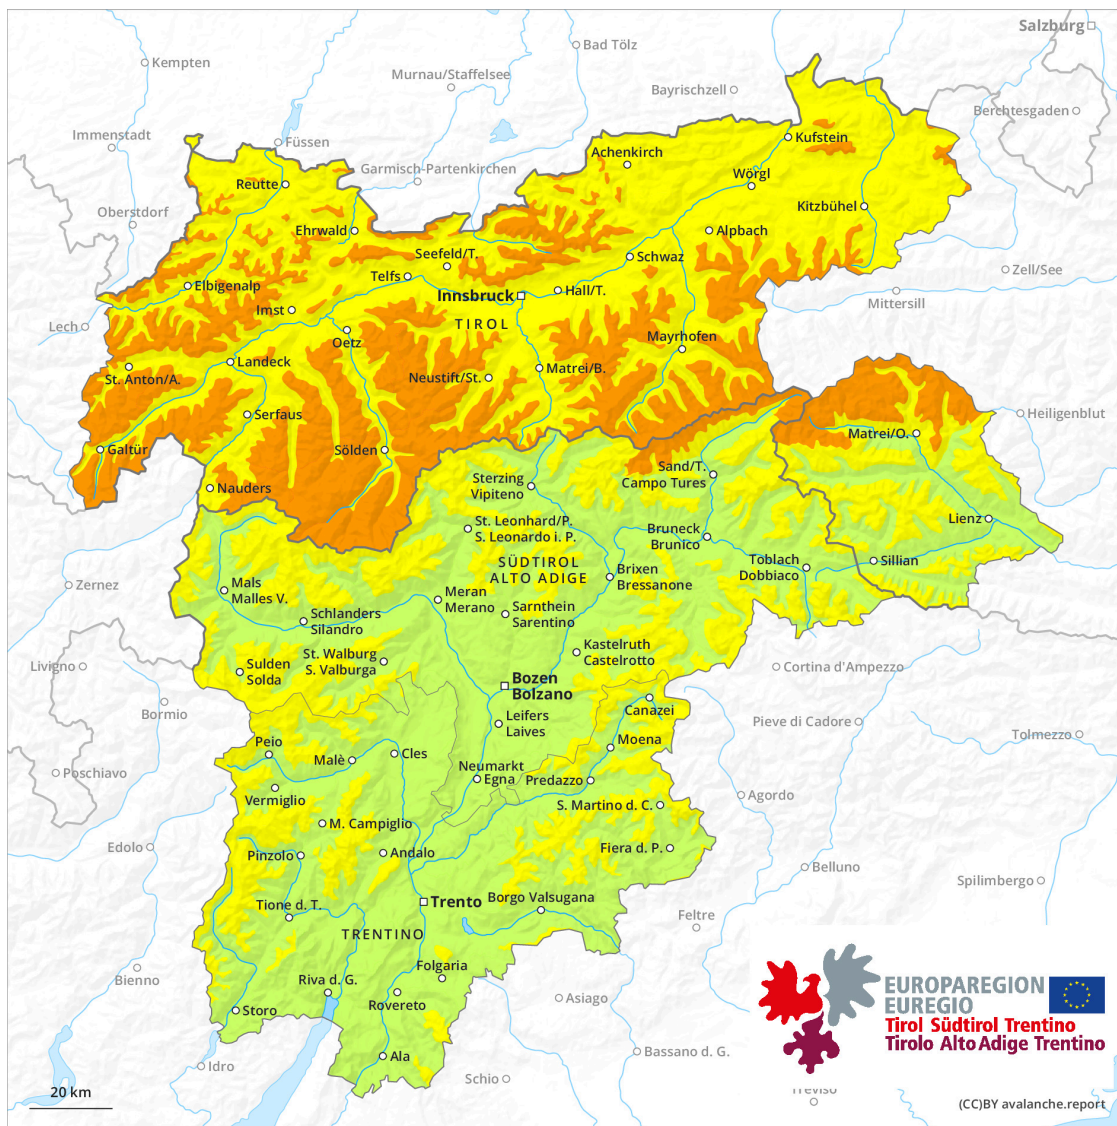 Salzburg
Bad Tölz
Kempten
Murnau/Staffelsee
Bayrischzell
Berchtesgaden
Immenstadt
Füssen
Kufstein
Achenkirch
Garmisch-Partenkirchen
Wörgl
Reutte
Kitzbühel
Oberstdorf
Ehrwald
Alpbach
Seefeld/T.
Schwaz
Telfs
Zell/See
Elbigenalp
Hall/T.
Innsbruck
Mittersill
Imst
TIROL
Lech
Oetz
Mayrhofen
Landeck
Matrei/B.
St. Anton/A.
Neustift/St.
Serfaus
Heiligenblut
Matrei/O.
Galtür
Sölden
Sand/T.
Campo Tures
Sterzing
Vipiteno
Nauders
Lienz
St. Leonhard/P.
S. Leonardo i. P.
Bruneck
Brunico
SÜDTIROL
ALTO ADIGE
Toblach
Dobbiaco
Sillian
Zernez
Brixen
Bressanone
Mals
Malles V.
Meran
Merano
Sarnthein
Sarentino
Schlanders
Silandro
Kastelruth
Castelrotto
St. Walburg
S. Valburga
Livigno
Sulden
Solda
Cortina d'Ampezzo
Bozen
Bolzano
Bormio
Canazei
Leifers
Laives
Pieve di Cadore
Tolmezzo
Moena
Peio
Cles
Malè
Poschiavo
Neumarkt
Egna
Predazzo
Vermiglio
Agordo
S. Martino d. C.
M. Campiglio
Edolo
Fiera d. P.
Pinzolo
Andalo
Belluno
Spilimbergo
Borgo Valsugana
Trento
Tione d. T.
Feltre
TRENTINO
Folgaria
Bienno
Riva d. G.
EUROPAREGION
EUREGIO
Tirol Südtirol Trentino
Tirolo Alto Adige Trentino
Asiago
Rovereto
Storo
Bassano d. G.
Ala
Idro
Schio
Treviso
20 km
(CC)BY avalanche.report